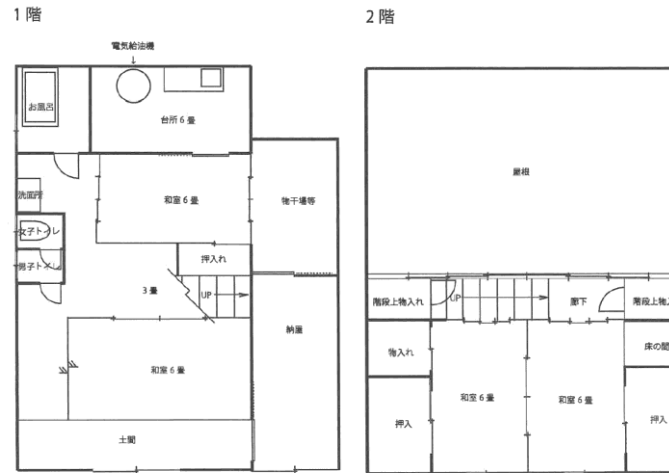 1 階
2 階
電気給油機
お風呂
台所 6 畳
洗面所
和室 6 畳
物干場等
女子トイレ
男子トイレ
押入れ
3 畳
UP
納屋
和室 6 畳
土間
屋根
階段上物入れ
UP
廊下
階段上物入
物入れ
床の間
和室 6 畳
和室 6 畳
押入
押入